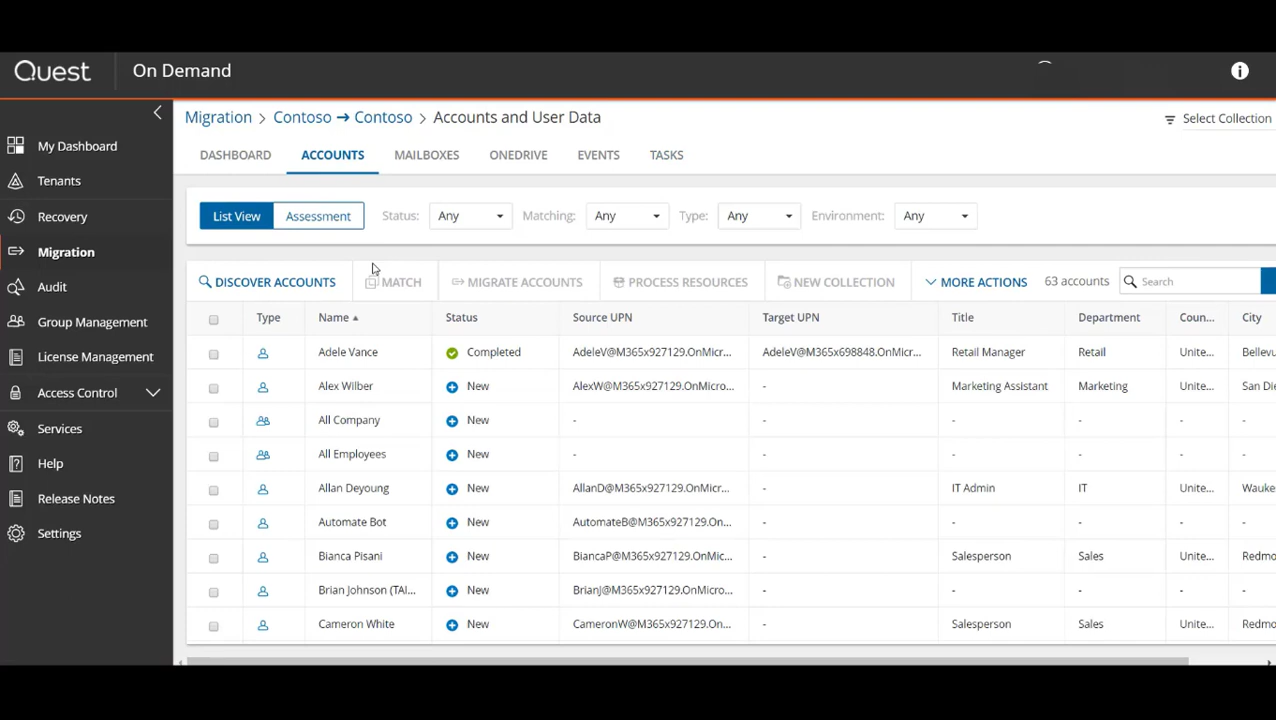 Quest On Demand
Migration > Contoso → Contoso > Accounts and User Data
Select Collection
My Dashboard
Tenants
Recovery
Migration
Audit
Group Management
License Management
Access Control
Services
Help
Release Notes
Settings
DASHBOARD ACCOUNTS MAILBOXES ONEDRIVE EVENTS TASKS
List View Assessment Status: Any Matching: Any Type: Any Environment: Any
DISCOVER ACCOUNTS MATCH MIGRATE ACCOUNTS PROCESS RESOURCES NEW COLLECTION MORE ACTIONS 63 accounts Search
Type Name Status Source UPN Target UPN Title Department Coun... City
Adele Vance Completed AdeleV@M365x927129.OnMicr... AdeleV@M365x698848.OnMicr... Retail Manager Retail Unite... Bellevu
Alex Wilber New AlexW@M365x927129.OnMicro... - Marketing Assistant Marketing Unite... San Die
All Company New - - - - - -
All Employees New - - - - - -
Allan Deyoung New AllanD@M365x927129.OnMicr... - IT Admin IT Unite... Wauke
Automate Bot New AutomateB@M365x927129.On... - - - - -
Bianca Pisani New BiancaP@M365x927129.OnMic... - Salesperson Sales Unite... Redmo
Brian Johnson (TAI... New BrianJ@M365x927129.OnMicro... - - - - -
Cameron White New CameronW@M365x927129.On... - Salesperson Sales Unite... Redmo